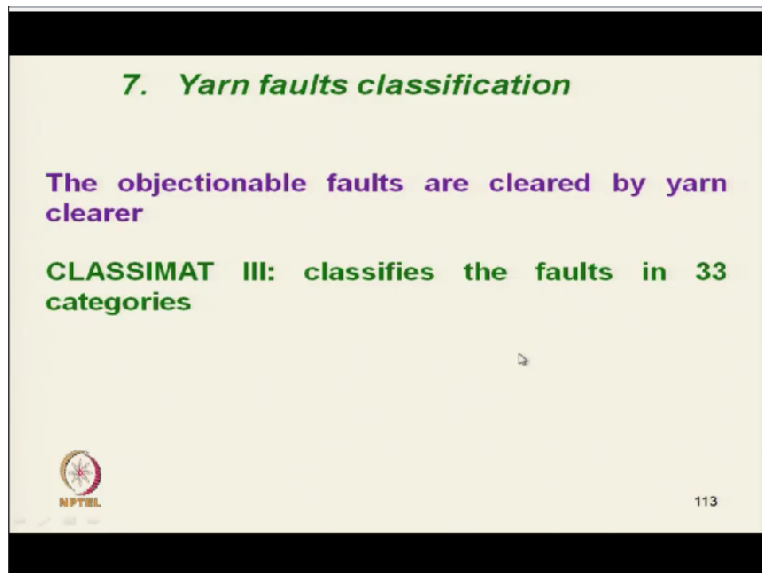 7. Yarn faults classification
The objectionable faults are cleared by yarn
clearer
CLASSIMAT III: classifies the faults in 33
categories
NPTEL
113